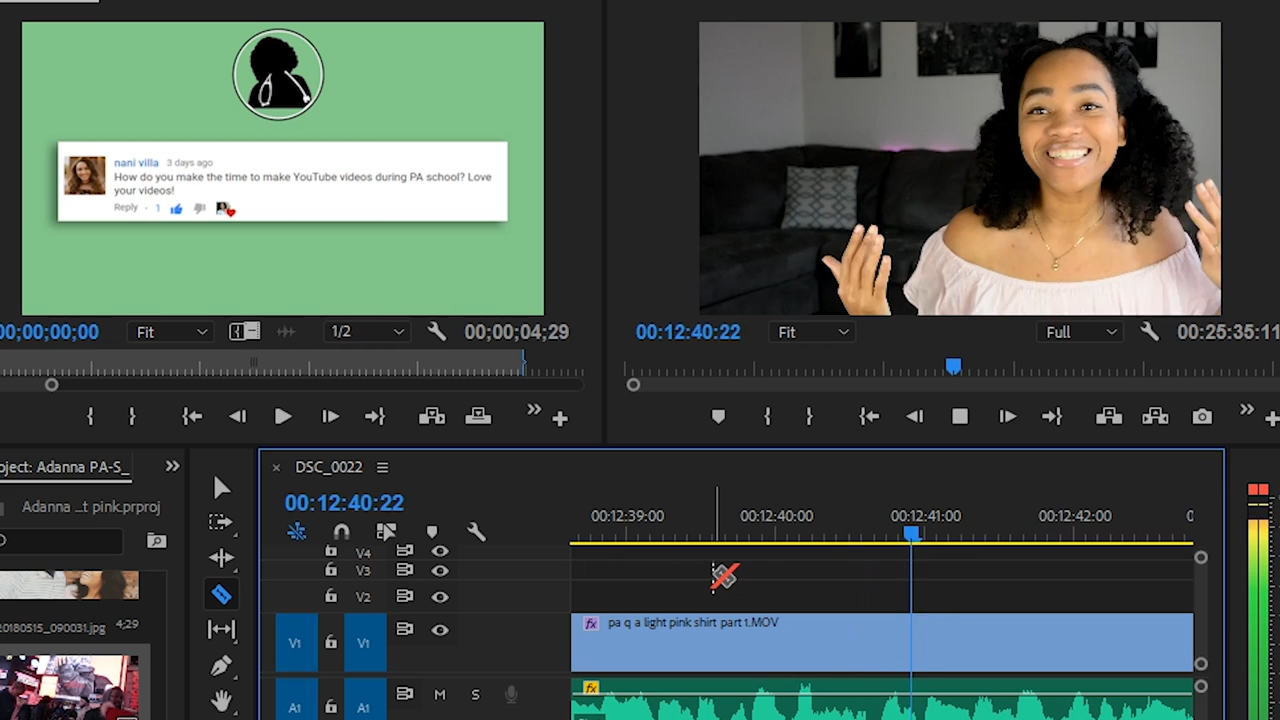 nani villa 3 days ago
How do you make the time to make YouTube videos during PA school? Love
your videos!
Reply · 1
00;00;00;00 Fit 1/2 00;00;04;29
00:12:40:22 Fit Full 00:25:35:11
oject: Adanna PA-S_
DSC_0022
Adanna ...t pink.prproj
00:12:40:22
00:12:39:00 00:12:40:00 00:12:41:00 00:12:42:00 0
V4
V3
V2
20180515_090031.jpg 4;29
V1 V1 fx pa q a light pink shirt part 1.MOV
A1 A1 M S fx